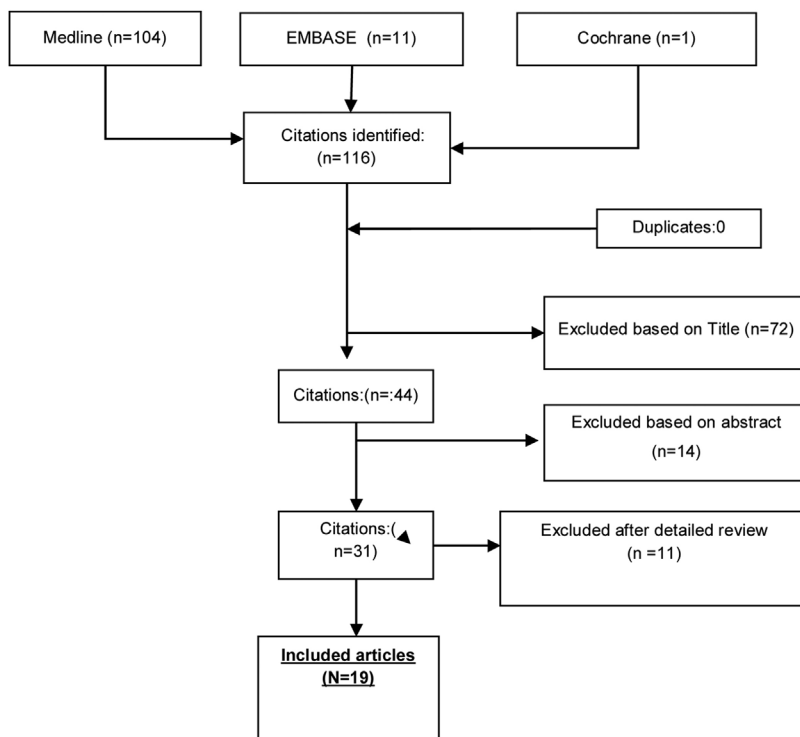 Medline (n=104)
EMBASE (n=11)
Cochrane (n=1)
Citations identified:
(n=116)
Duplicates:0
Excluded based on Title (n=72)
Citations:(n=:44)
Excluded based on abstract
(n=14)
Citations:(
n=31)
Excluded after detailed review
(n =11)
Included articles
(N=19)